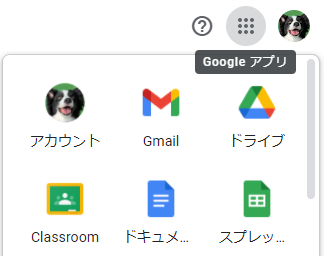 Google アプリ
アカウント
Gmail
ドライブ
Classroom
ドキュメ...
スプレッ...